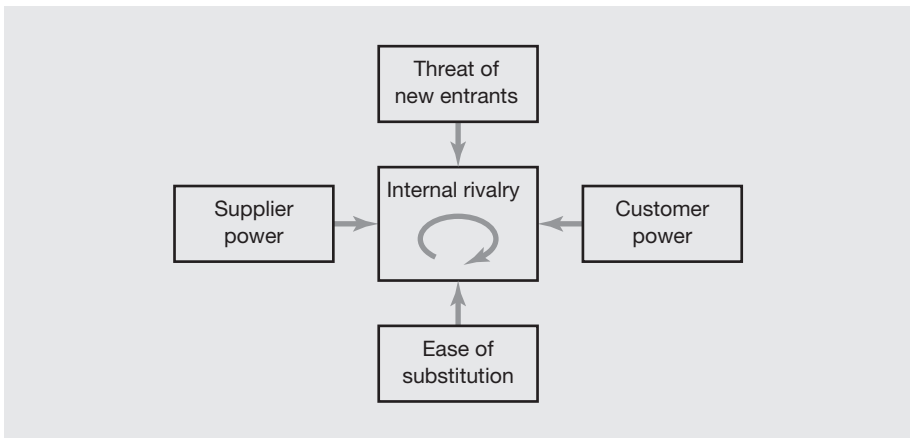 Threat of
new entrants
Internal rivalry
Supplier
power
Customer
power
Ease of
substitution